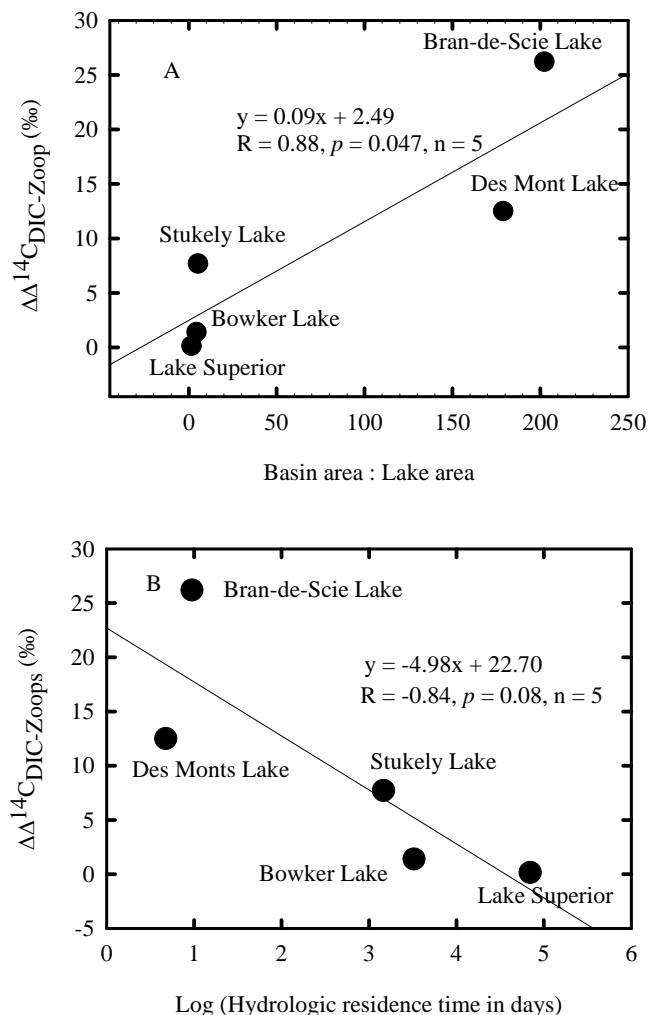 30
Bran-de-Scie Lake
A
25
y = 0.09x + 2.49
R = 0.88, p = 0.047, n = 5
20
15
Des Mont Lake
10
Stukely Lake
5
Bowker Lake
0
Lake Superior
0 50 100 150 200 250
ΔΔ¹⁴C DIC-Zoop (‰)
Basin area : Lake area
30
B
Bran-de-Scie Lake
25
20
y = -4.98x + 22.70
R = -0.84, p = 0.08, n = 5
15
Des Monts Lake
Stukely Lake
10
5
Bowker Lake
0
Lake Superior
-5
0 1 2 3 4 5 6
ΔΔ¹⁴C DIC-Zoops (‰)
Log (Hydrologic residence time in days)